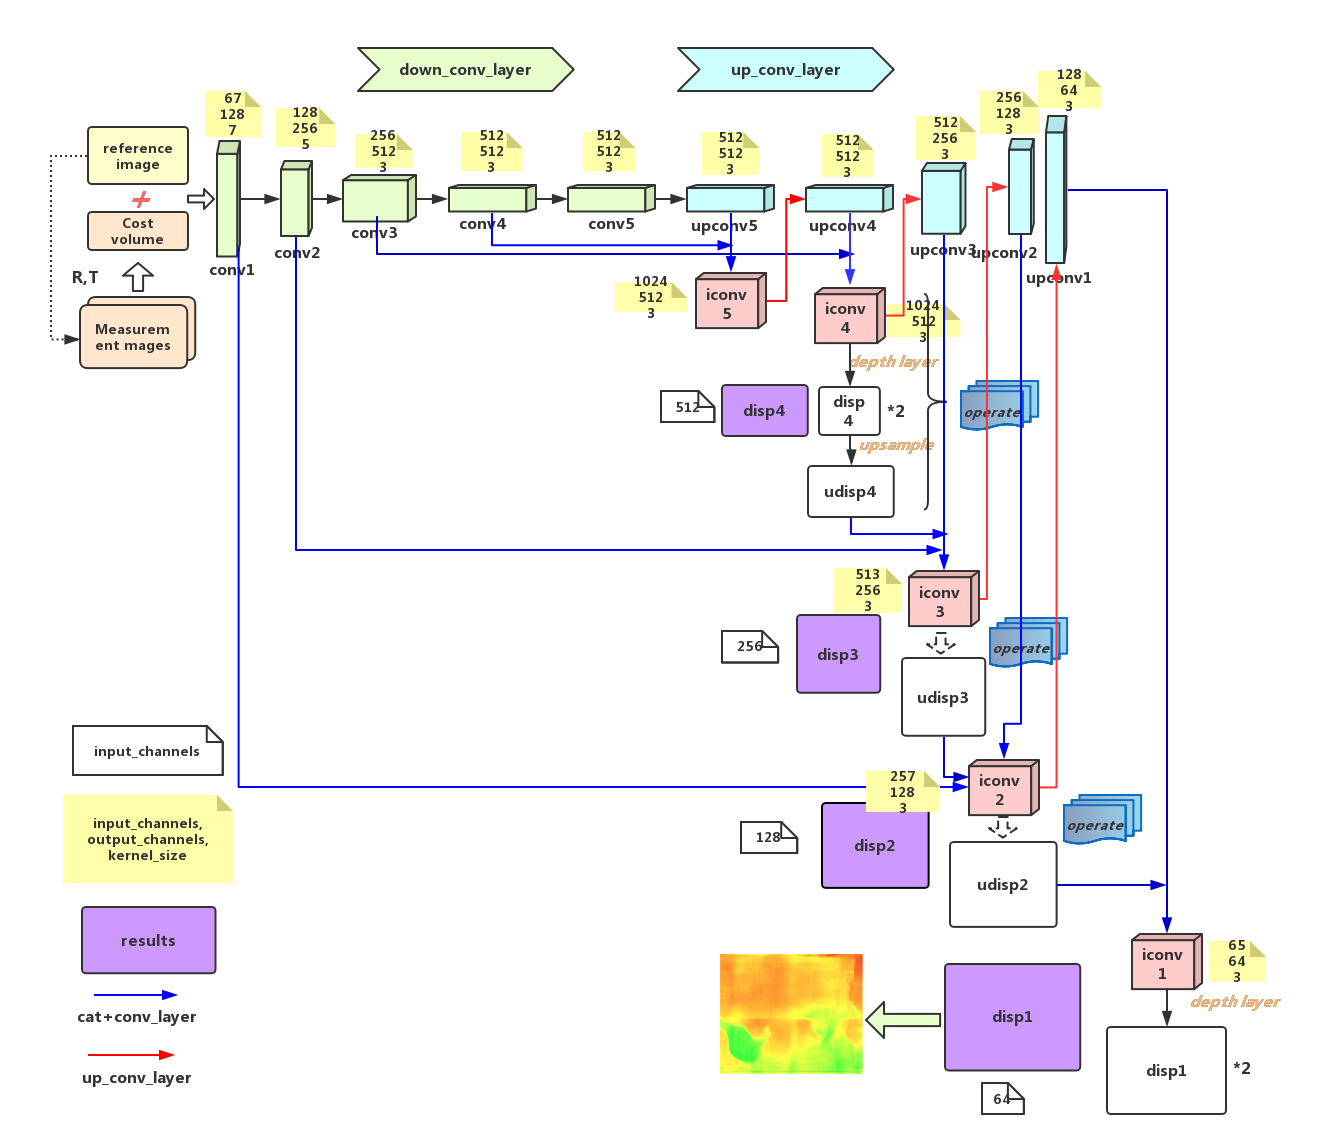 down_conv_layer
up_conv_layer
67
128
7
128
256
5
256
512
3
512
512
3
512
512
3
512
512
3
512
512
3
512
256
3
256
128
3
128
64
3
reference
image
+
Cost
volume
R,T
Measurem
ent mages
conv1
conv2
conv3
conv4
conv5
upconv5
upconv4
upconv3
upconv2
upconv1
1024
512
3
iconv
5
iconv
4
1024
512
3
depth layer
512
disp4
disp
4
*2
operate
upsample
udisp4
513
256
3
iconv
3
256
disp3
operate
udisp3
257
128
3
iconv
2
128
disp2
operate
udisp2
input_channels
input_channels,
output_channels,
kernel_size
results
cat+conv_layer
up_conv_layer
iconv
1
65
64
3
depth layer
disp1
disp1
*2
64